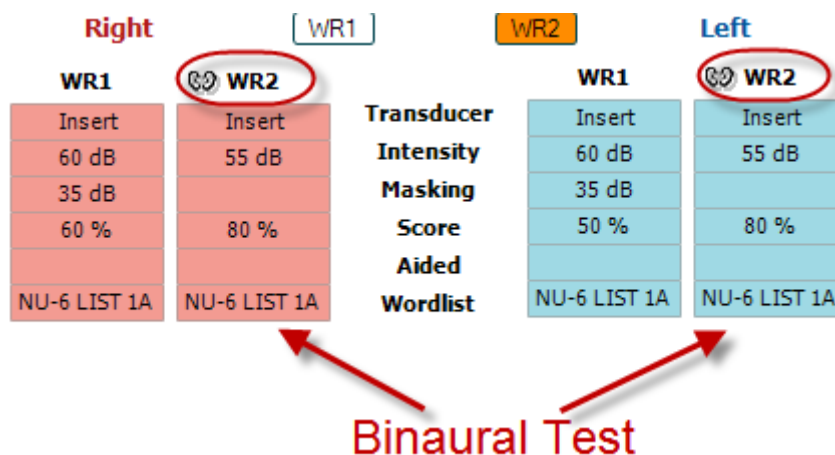 Right WR1 WR2 Left
WR1 WR2 WR1 WR2
Insert Insert Transducer Insert Insert
60 dB 55 dB Intensity 60 dB 55 dB
35 dB Masking 35 dB
60 % 80 % Score 50 % 80 %
Aided
NU-6 LIST 1A NU-6 LIST 1A Wordlist NU-6 LIST 1A NU-6 LIST 1A
Binaural Test